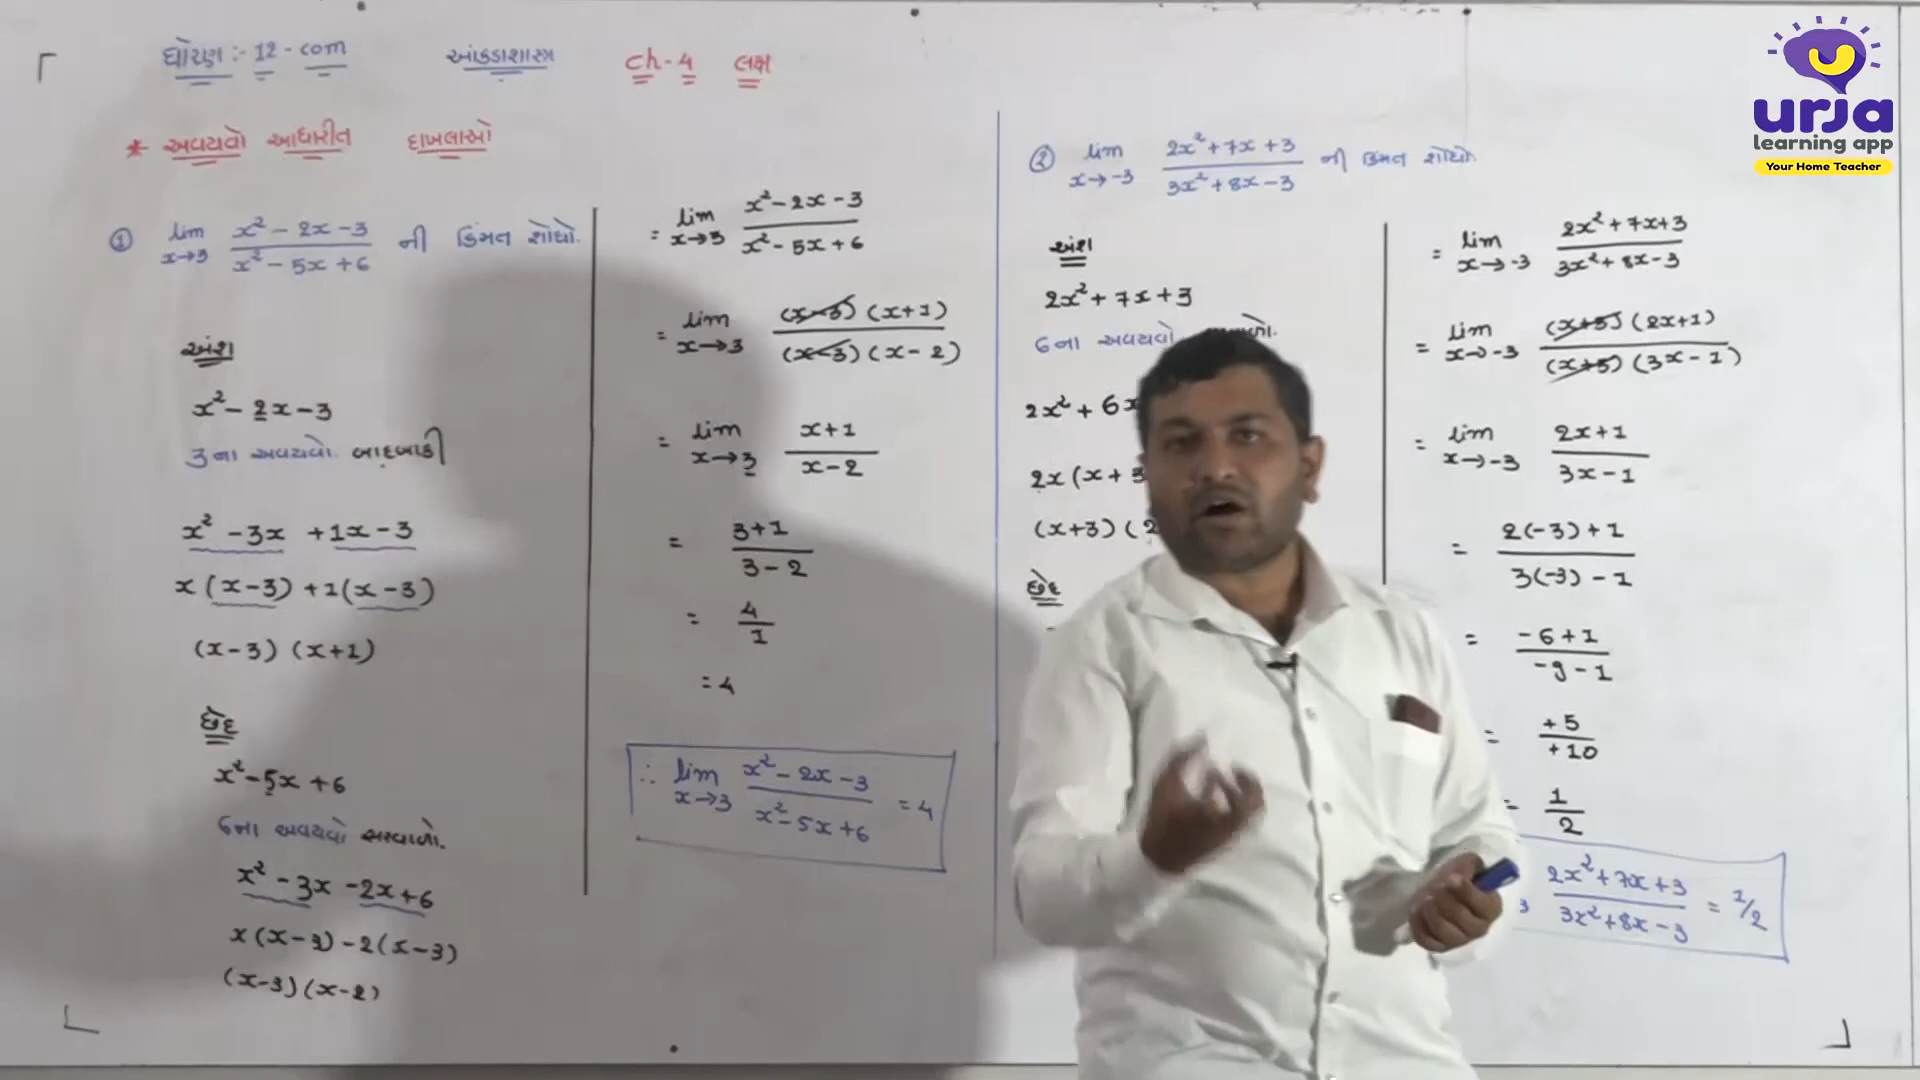 ધોરણ :- 12 - com આંકડાશાસ્ત્ર ch-4 લક્ષ
* અવયવો આધારીત દાખલાઓ
① lim x→3 x² - 2x - 3 / x² - 5x + 6 ની કિંમત શોધો.
અંશ
x² - 2x - 3
3ના અવયવો બાદબાકી
x² - 3x + 1x - 3
x (x-3) + 1 (x-3)
(x-3) (x+1)
છેદ
x² - 5x + 6
6ના અવયવો સરવાળો.
x² - 3x - 2x + 6
x (x-3) - 2 (x-3)
(x-3) (x-2)
= lim x→3 x² - 2x - 3 / x² - 5x + 6
= lim x→3 (x-3) (x+1) / (x-3) (x-2)
= lim x→3 x+1 / x-2
= 3+1 / 3-2
= 4 / 1
= 4
∴ lim x→3 x² - 2x - 3 / x² - 5x + 6 = 4
② lim x→-3 2x² + 7x + 3 / 3x² + 8x - 3 ની કિંમત શોધો.
અંશ
2x² + 7x + 3
6ના અવયવો
2x² + 6x
2x (x + 3
(x+3) (2
છેદ
= lim x→-3 2x² + 7x + 3 / 3x² + 8x - 3
= lim x→-3 (x+3) (2x+1) / (x+3) (3x-1)
= lim x→-3 2x+1 / 3x-1
= 2(-3) + 1 / 3(-3) - 1
= -6+1 / -9-1
= +5 / +10
= 1 / 2
3 2x² + 7x + 3 / 3x² + 8x - 3 = 1/2
urja
learning app
Your Home Teacher